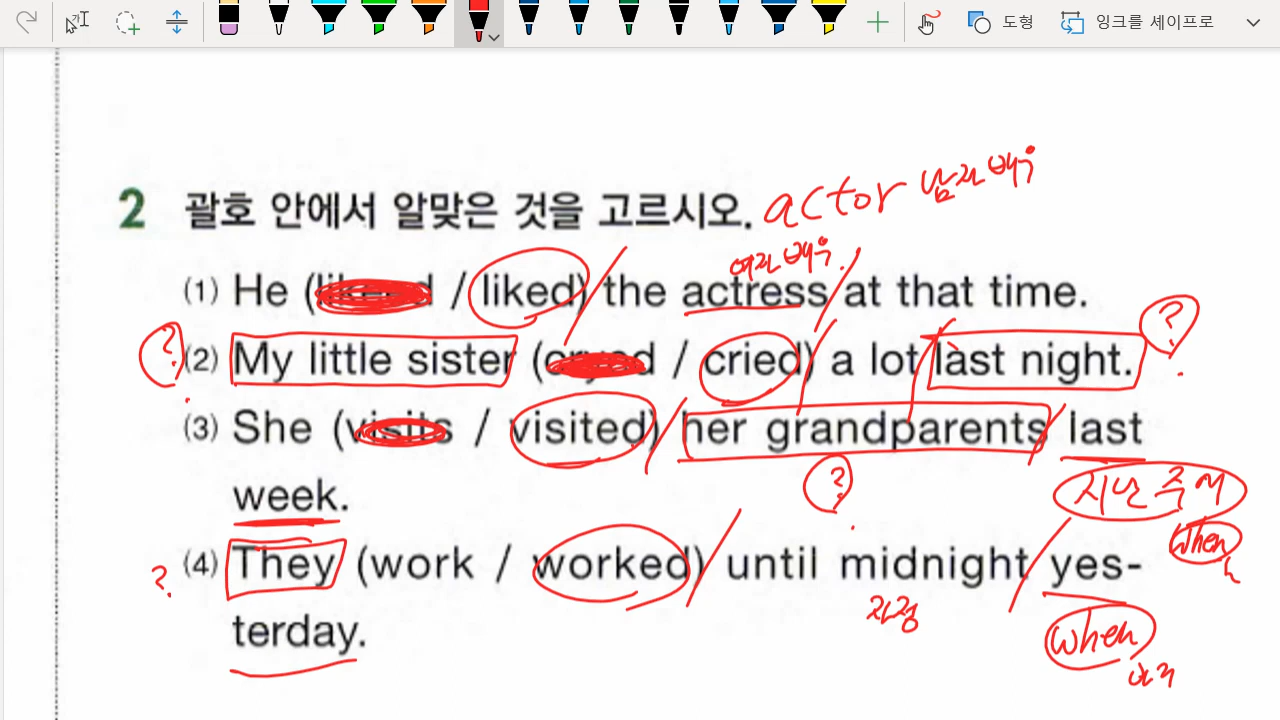 도형
잉크를 셰이프로
2 괄호 안에서 알맞은 것을 고르시오.
actor 남자 배우
여자 배우.
(1) He ( / liked) the actress at that time.
?
?
(2) My little sister ( / cried) a lot last night.
(3) She (visits / visited) her grandparents last
week.
?
지난 주에
when
(4) They (work / worked) until midnight yes-
?
자정
terday.
when